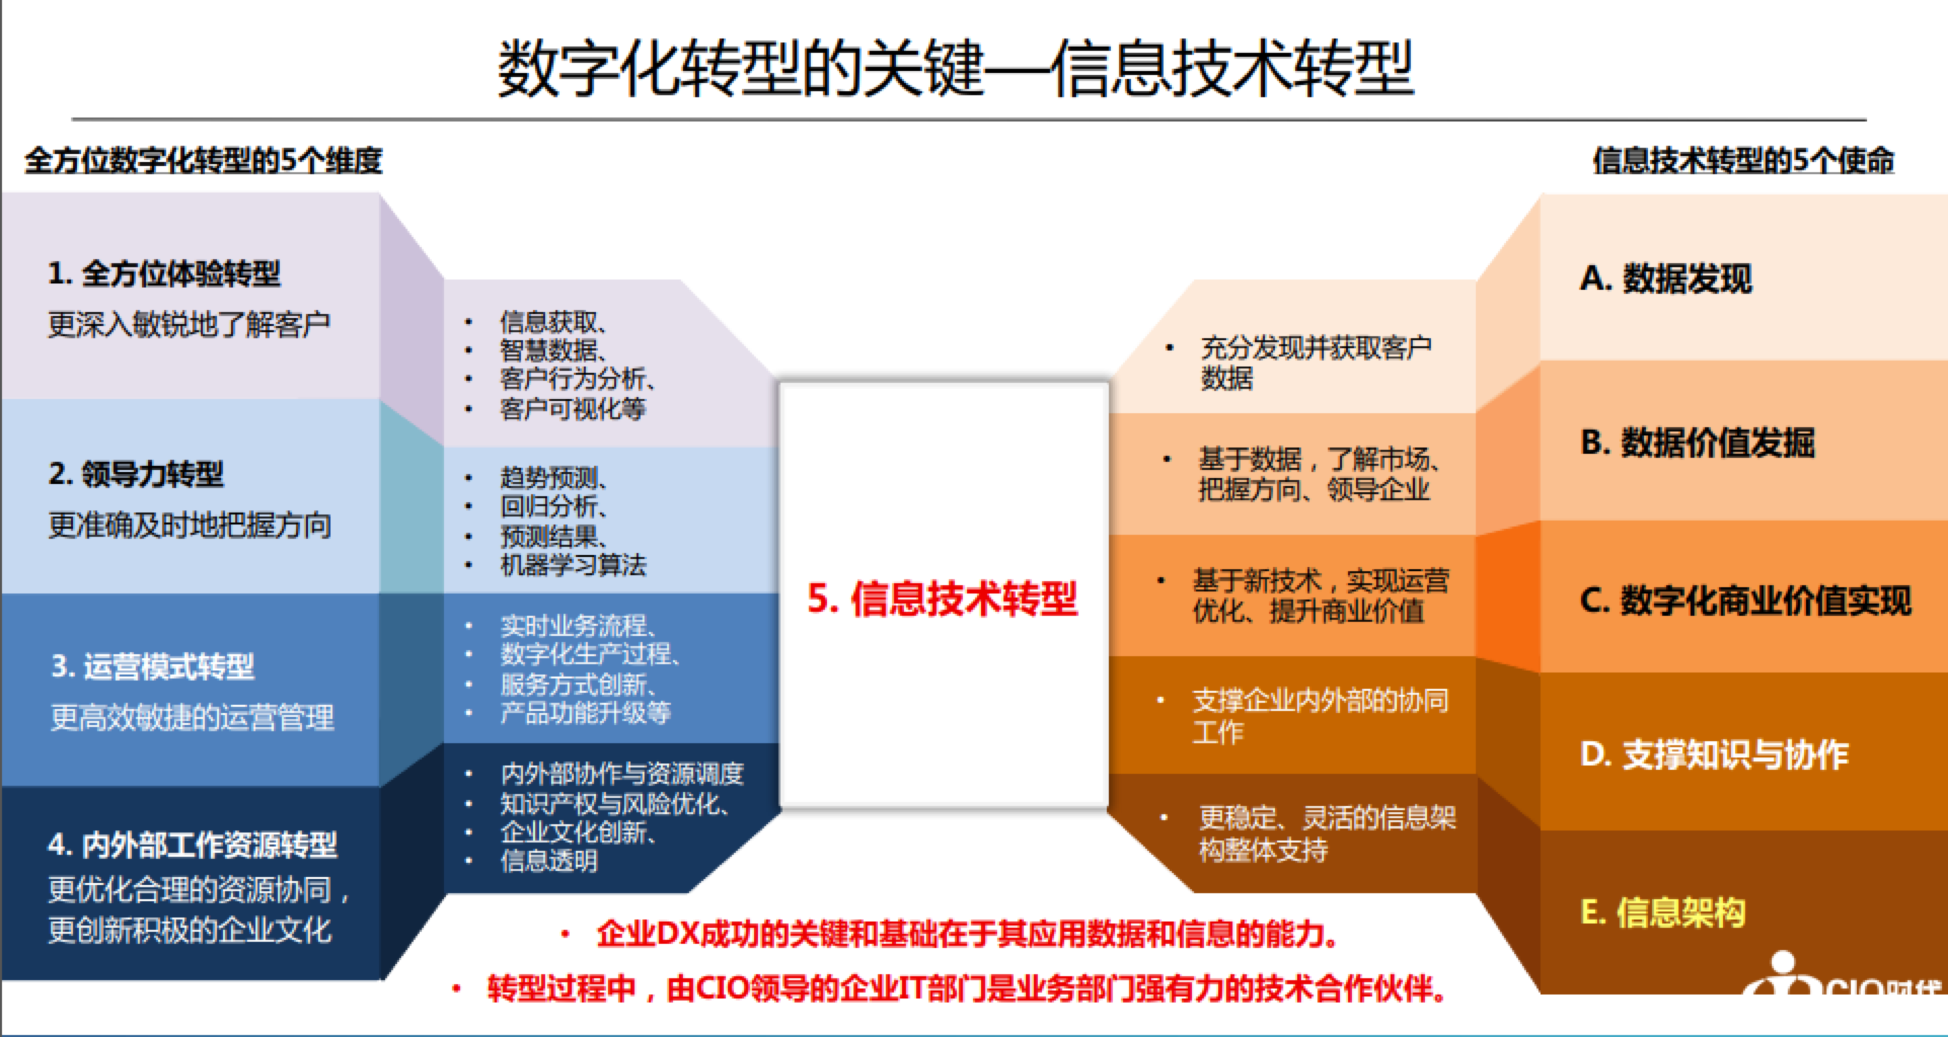 数字化转型的关键—信息技术转型
全方位数字化转型的5个维度
1. 全方位体验转型
更深入敏锐地了解客户
2. 领导力转型
更准确及时地把握方向
3. 运营模式转型
更高效敏捷的运营管理
4. 内外部工作资源转型
更优化合理的资源协同，
更创新积极的企业文化
• 信息获取、
• 智慧数据、
• 客户行为分析、
• 客户可视化等
• 趋势预测、
• 回归分析、
• 预测结果、
• 机器学习算法
• 实时业务流程、
• 数字化生产过程、
• 服务方式创新、
• 产品功能升级等
• 内外部协作与资源调度
• 知识产权与风险优化、
• 企业文化创新、
• 信息透明
5. 信息技术转型
• 充分发现并获取客户
数据
• 基于数据，了解市场、
把握方向、领导企业
• 基于新技术，实现运营
优化、提升商业价值
• 支撑企业内外部的协同
工作
• 更稳定、灵活的信息架
构整体支持
信息技术转型的5个使命
A. 数据发现
B. 数据价值发掘
C. 数字化商业价值实现
D. 支撑知识与协作
E. 信息架构
• 企业DX成功的关键和基础在于其应用数据和信息的能力。
• 转型过程中，由CIO领导的企业IT部门是业务部门强有力的技术合作伙伴。
CIO时代